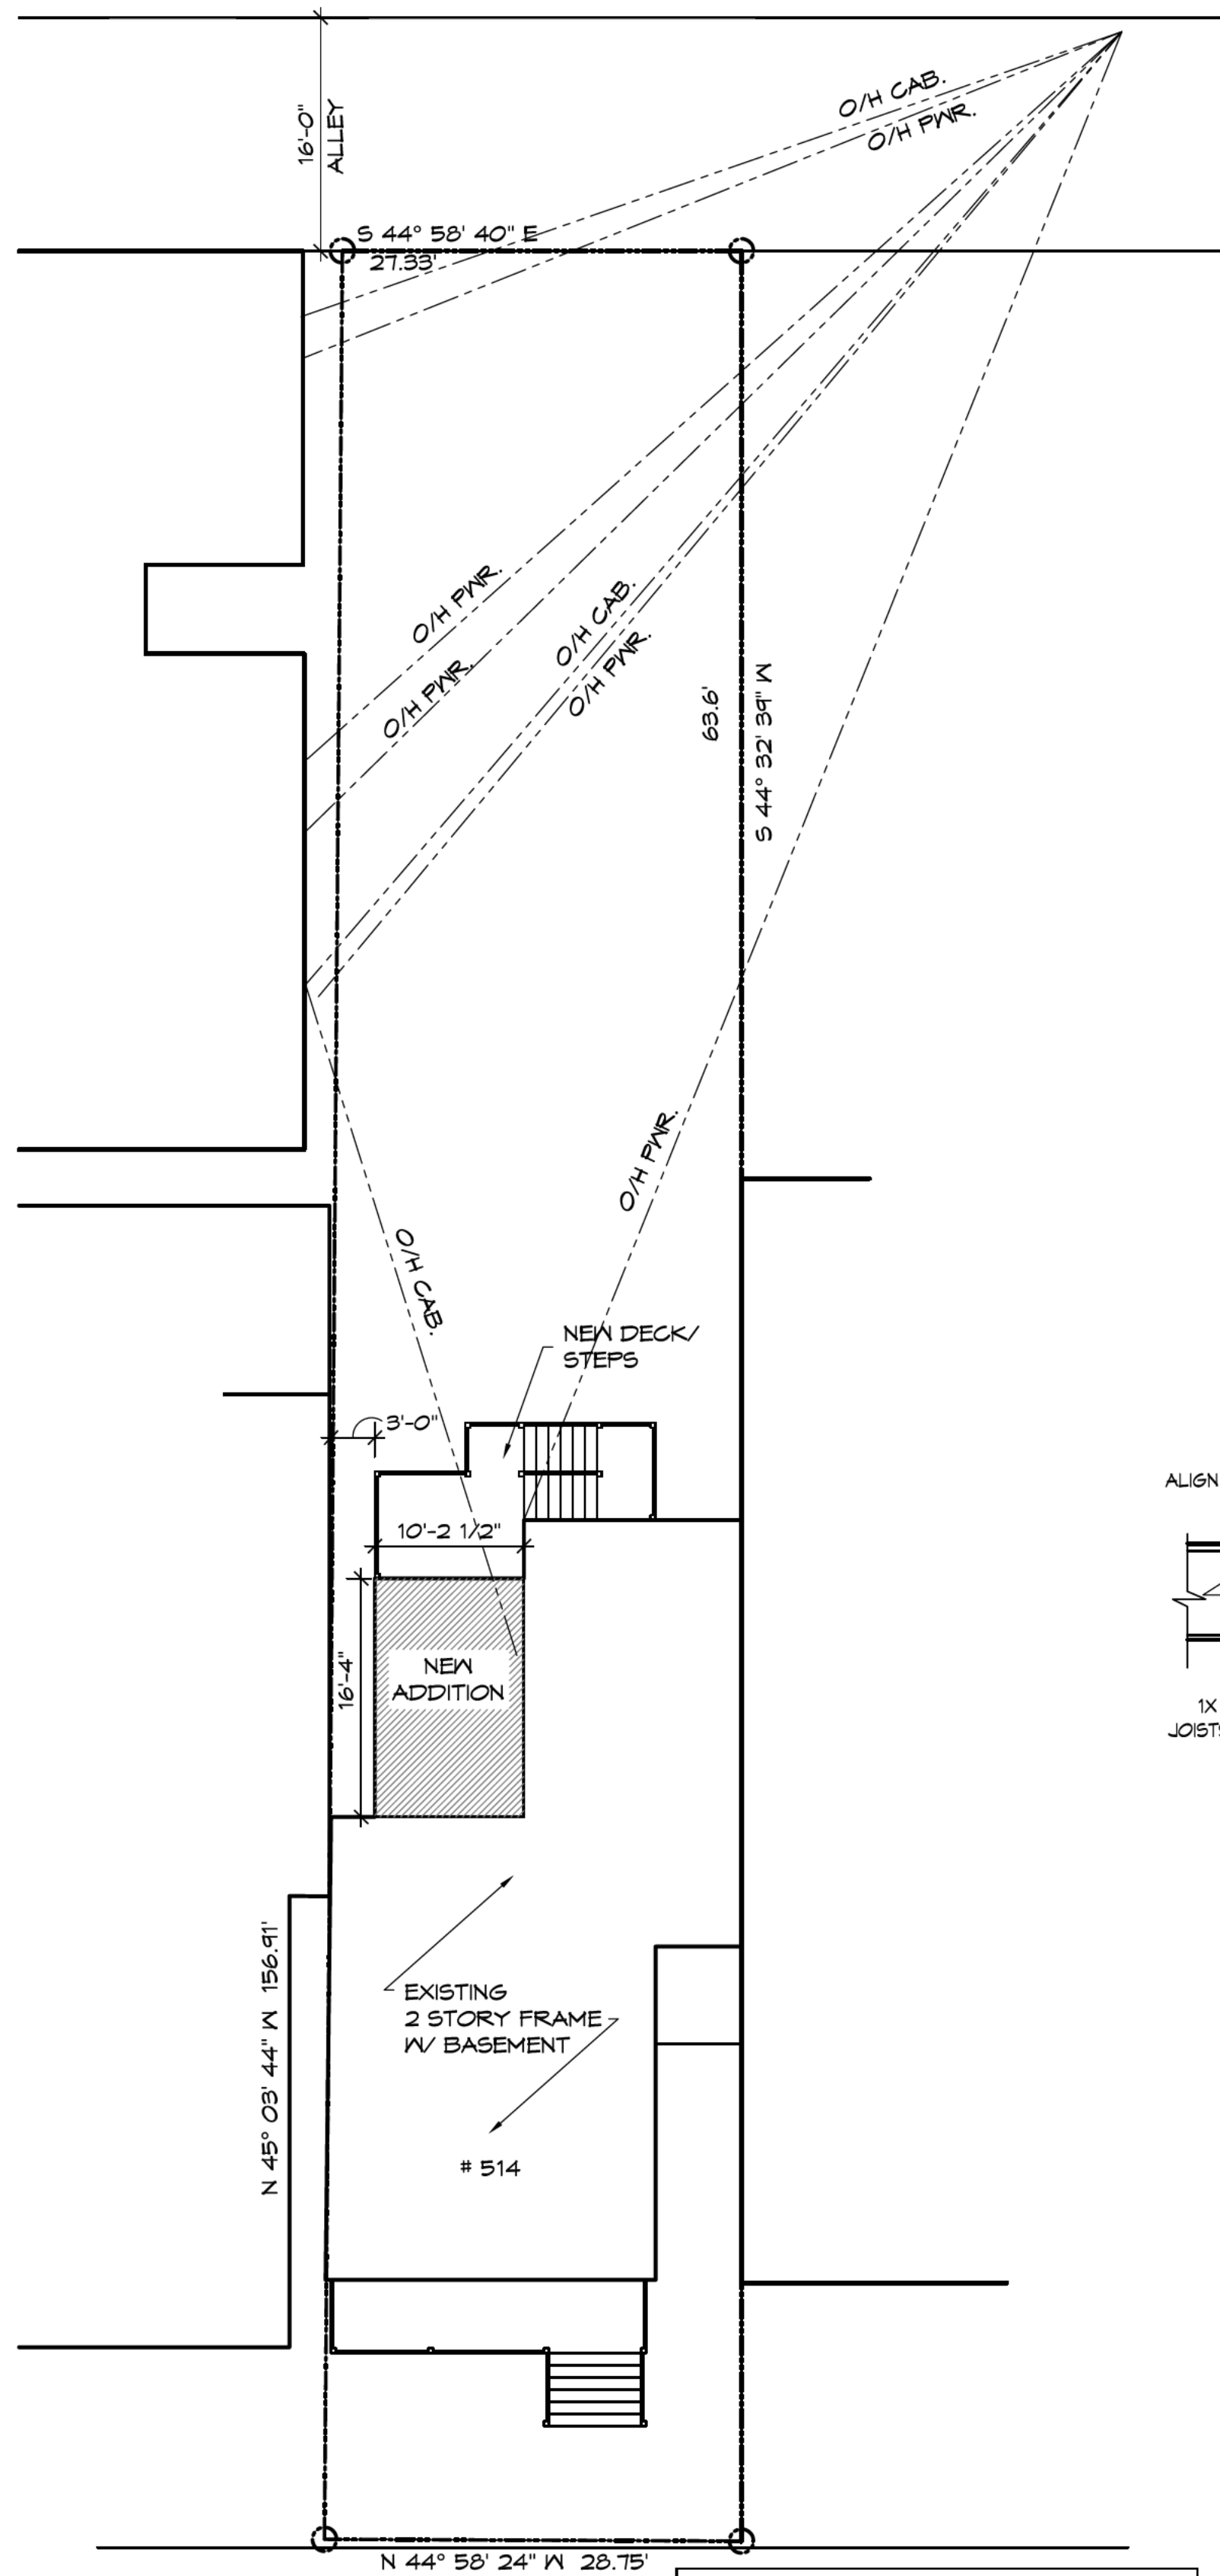 O/H CAB.
O/H PWR.
16'-0"
ALLEY
S 44° 58' 40" E
27.33'
O/H PWR.
O/H PWR.
O/H CAB.
O/H PWR.
63.6'
S 44° 32' 39" W
O/H PWR.
O/H CAB.
NEW DECK/
STEPS
3'-0"
10'-2 1/2"
ALIGN
16'-4"
NEW
ADDITION
1X
JOISTS
N 45° 03' 44" W 156.91'
EXISTING
2 STORY FRAME
W/ BASEMENT
# 514
N 44° 58' 24" W 28.75'